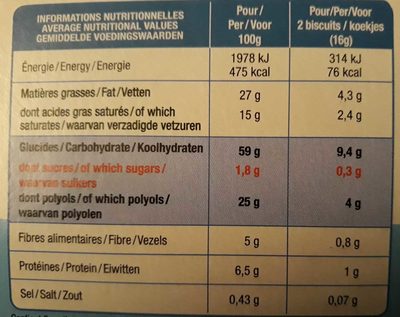 INFORMATIONS NUTRITIONNELLES
AVERAGE NUTRITIONAL VALUES
GEMIDDELDE VOEDINGSWAARDEN
Pour /
Per / Voor
100g
Pour/Per/Voor
2 biscuits / koekjes
(16g)
Énergie / Energy / Energie
1978 kJ
475 kcal
314 kJ
76 kcal
Matières grasses / Fat / Vetten
27 g
4,3 g
dont acides gras saturés / of which
saturates / waarvan verzadigde vetzuren
15 g
2,4 g
Glucides / Carbohydrate / Koolhydraten
59 g
9,4 g
dont sucres / of which sugars /
waarvan suikers
1,8 g
0,3 g
dont polyols / of which polyols /
waarvan polyolen
25 g
4 g
Fibres alimentaires / Fibre / Vezels
5 g
0,8 g
Protéines / Protein / Eiwitten
6,5 g
1 g
Sel / Salt / Zout
0,43 g
0,07 g